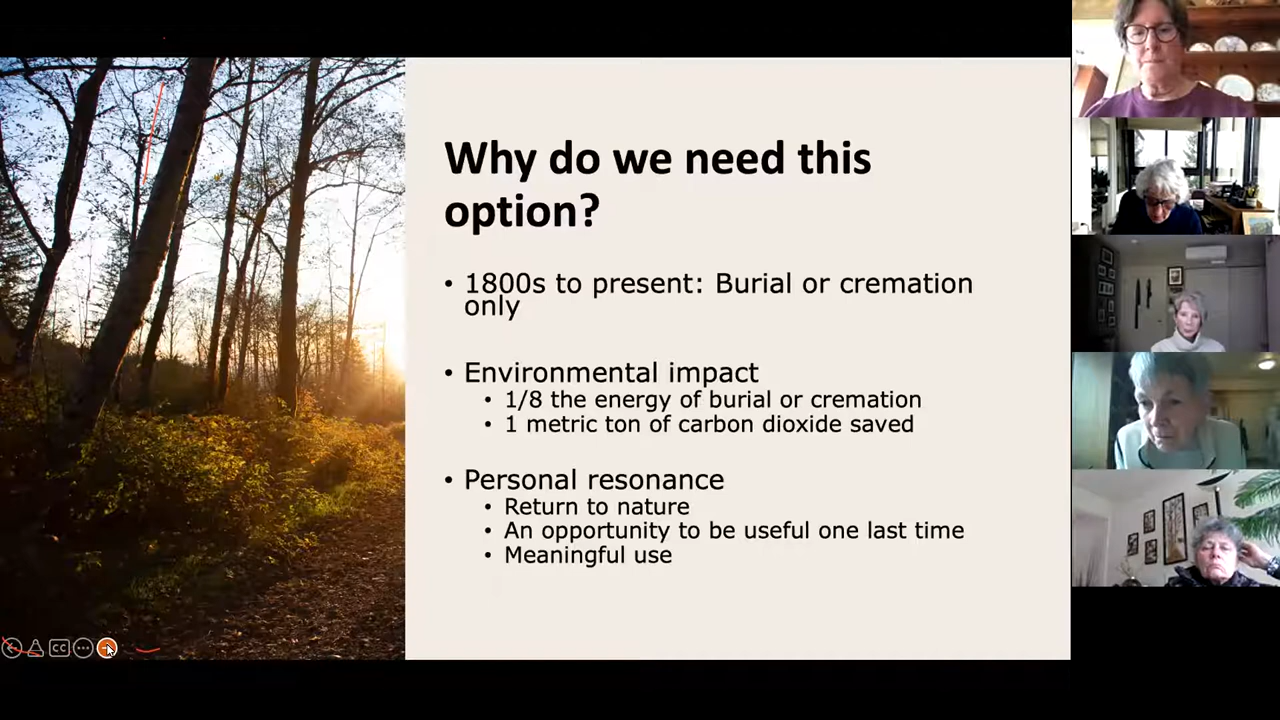 Why do we need this
option?
• 1800s to present: Burial or cremation
only
• Environmental impact
• 1/8 the energy of burial or cremation
• 1 metric ton of carbon dioxide saved
• Personal resonance
• Return to nature
• An opportunity to be useful one last time
• Meaningful use
CC